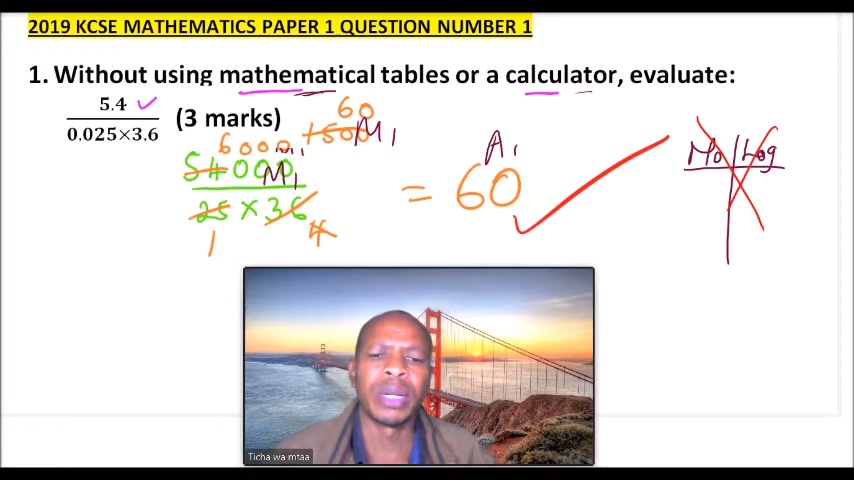 2019 KCSE MATHEMATICS PAPER 1 QUESTION NUMBER 1
1. Without using mathematical tables or a calculator, evaluate:
5.4
0.025×3.6
(3 marks)
60
1500 M1
6000 M1
54000 M1
25 × 36
1 4
= 60
A1
No | Log
Ticha wa mtaa